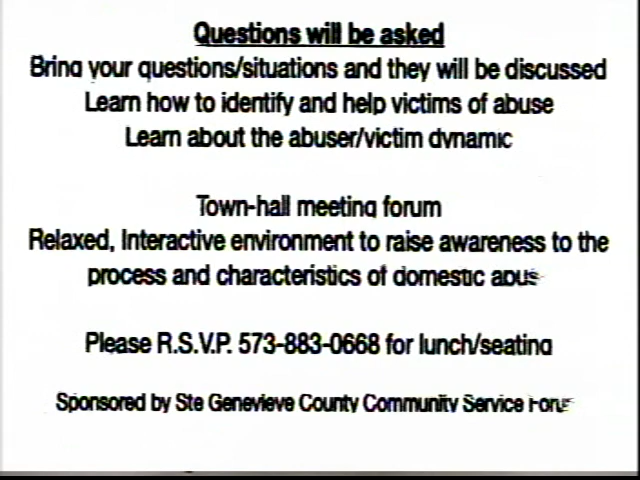 Questions will be asked
Bring your questions/situations and they will be discussed
Learn how to identify and help victims of abuse
Learn about the abuser/victim dynamic
Town-hall meeting forum
Relaxed, Interactive environment to raise awareness to the
process and characteristics of domestic abuse
Please R.S.V.P. 573-883-0668 for lunch/seating
Sponsored by Ste Genevieve County Community Service Forum